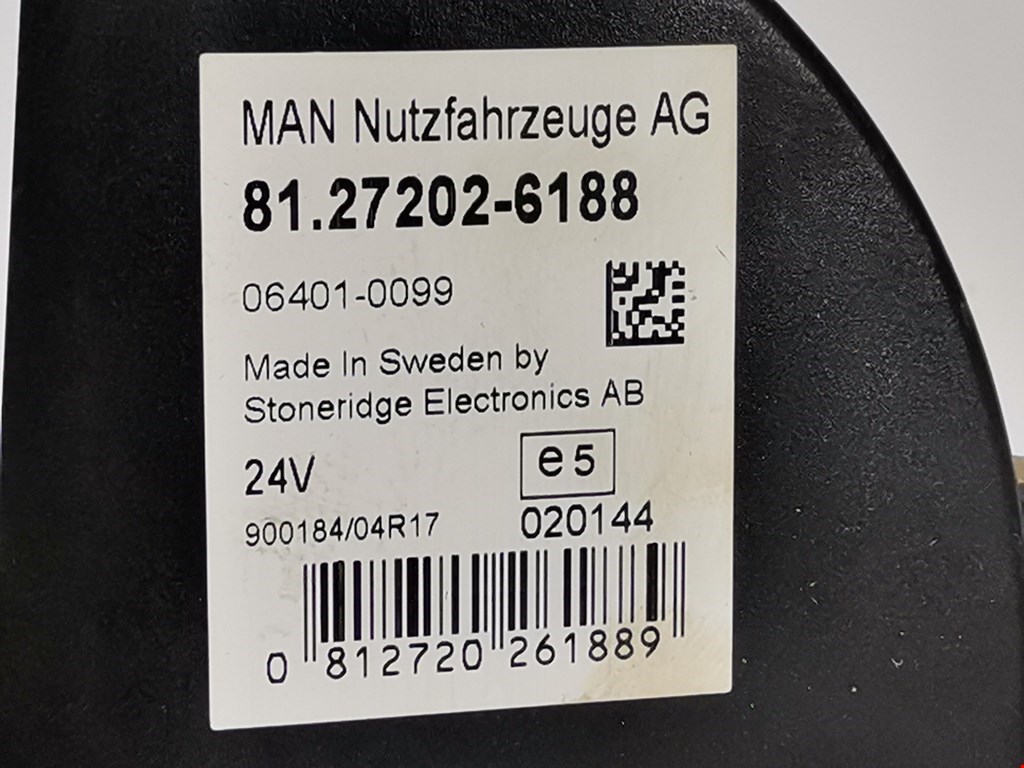 MAN Nutzfahrzeuge AG
81.27202-6188
06401-0099
Made In Sweden by
Stoneridge Electronics AB
24V
e5
900184/04R17
020144
0 812720 261889